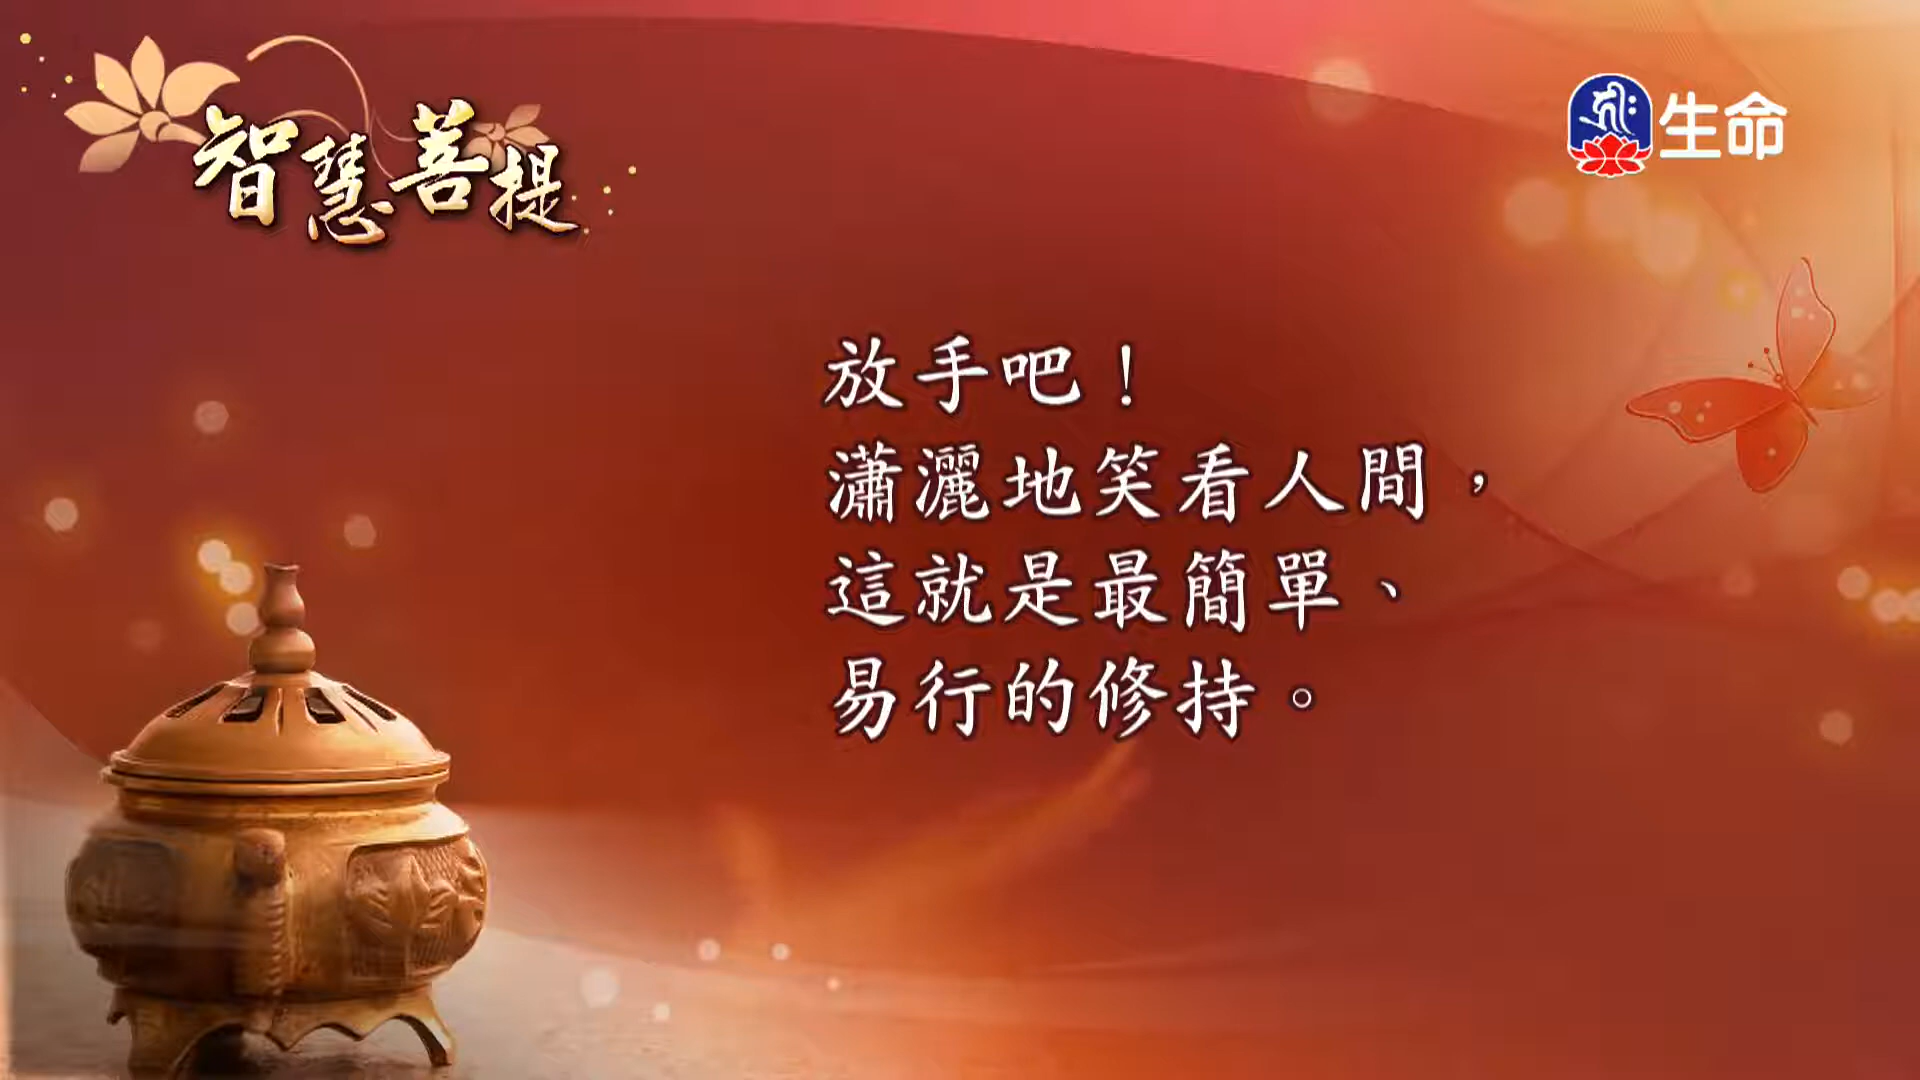 智慧菩提
生命
放手吧！
瀟灑地笑看人間，
這就是最簡單、
易行的修持。